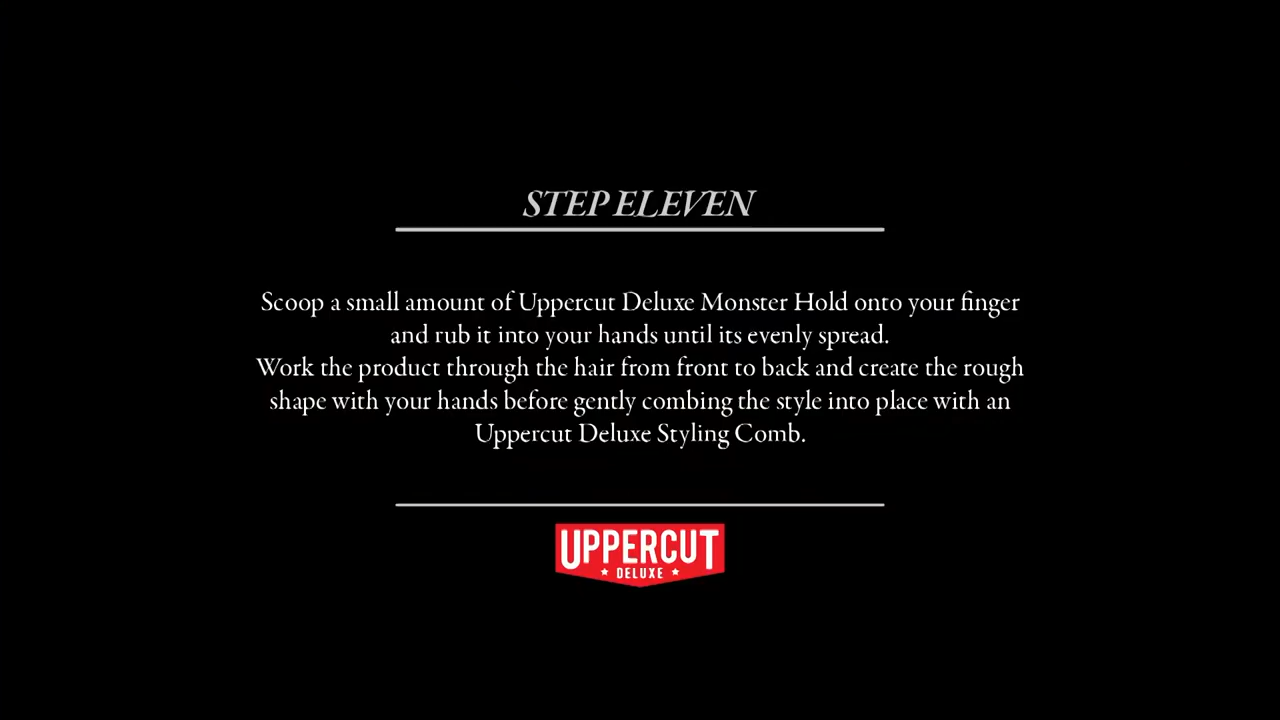 STEP ELEVEN
Scoop a small amount of Uppercut Deluxe Monster Hold onto your finger
and rub it into your hands until its evenly spread.
Work the product through the hair from front to back and create the rough
shape with your hands before gently combing the style into place with an
Uppercut Deluxe Styling Comb.
UPPERCUT
DELUXE